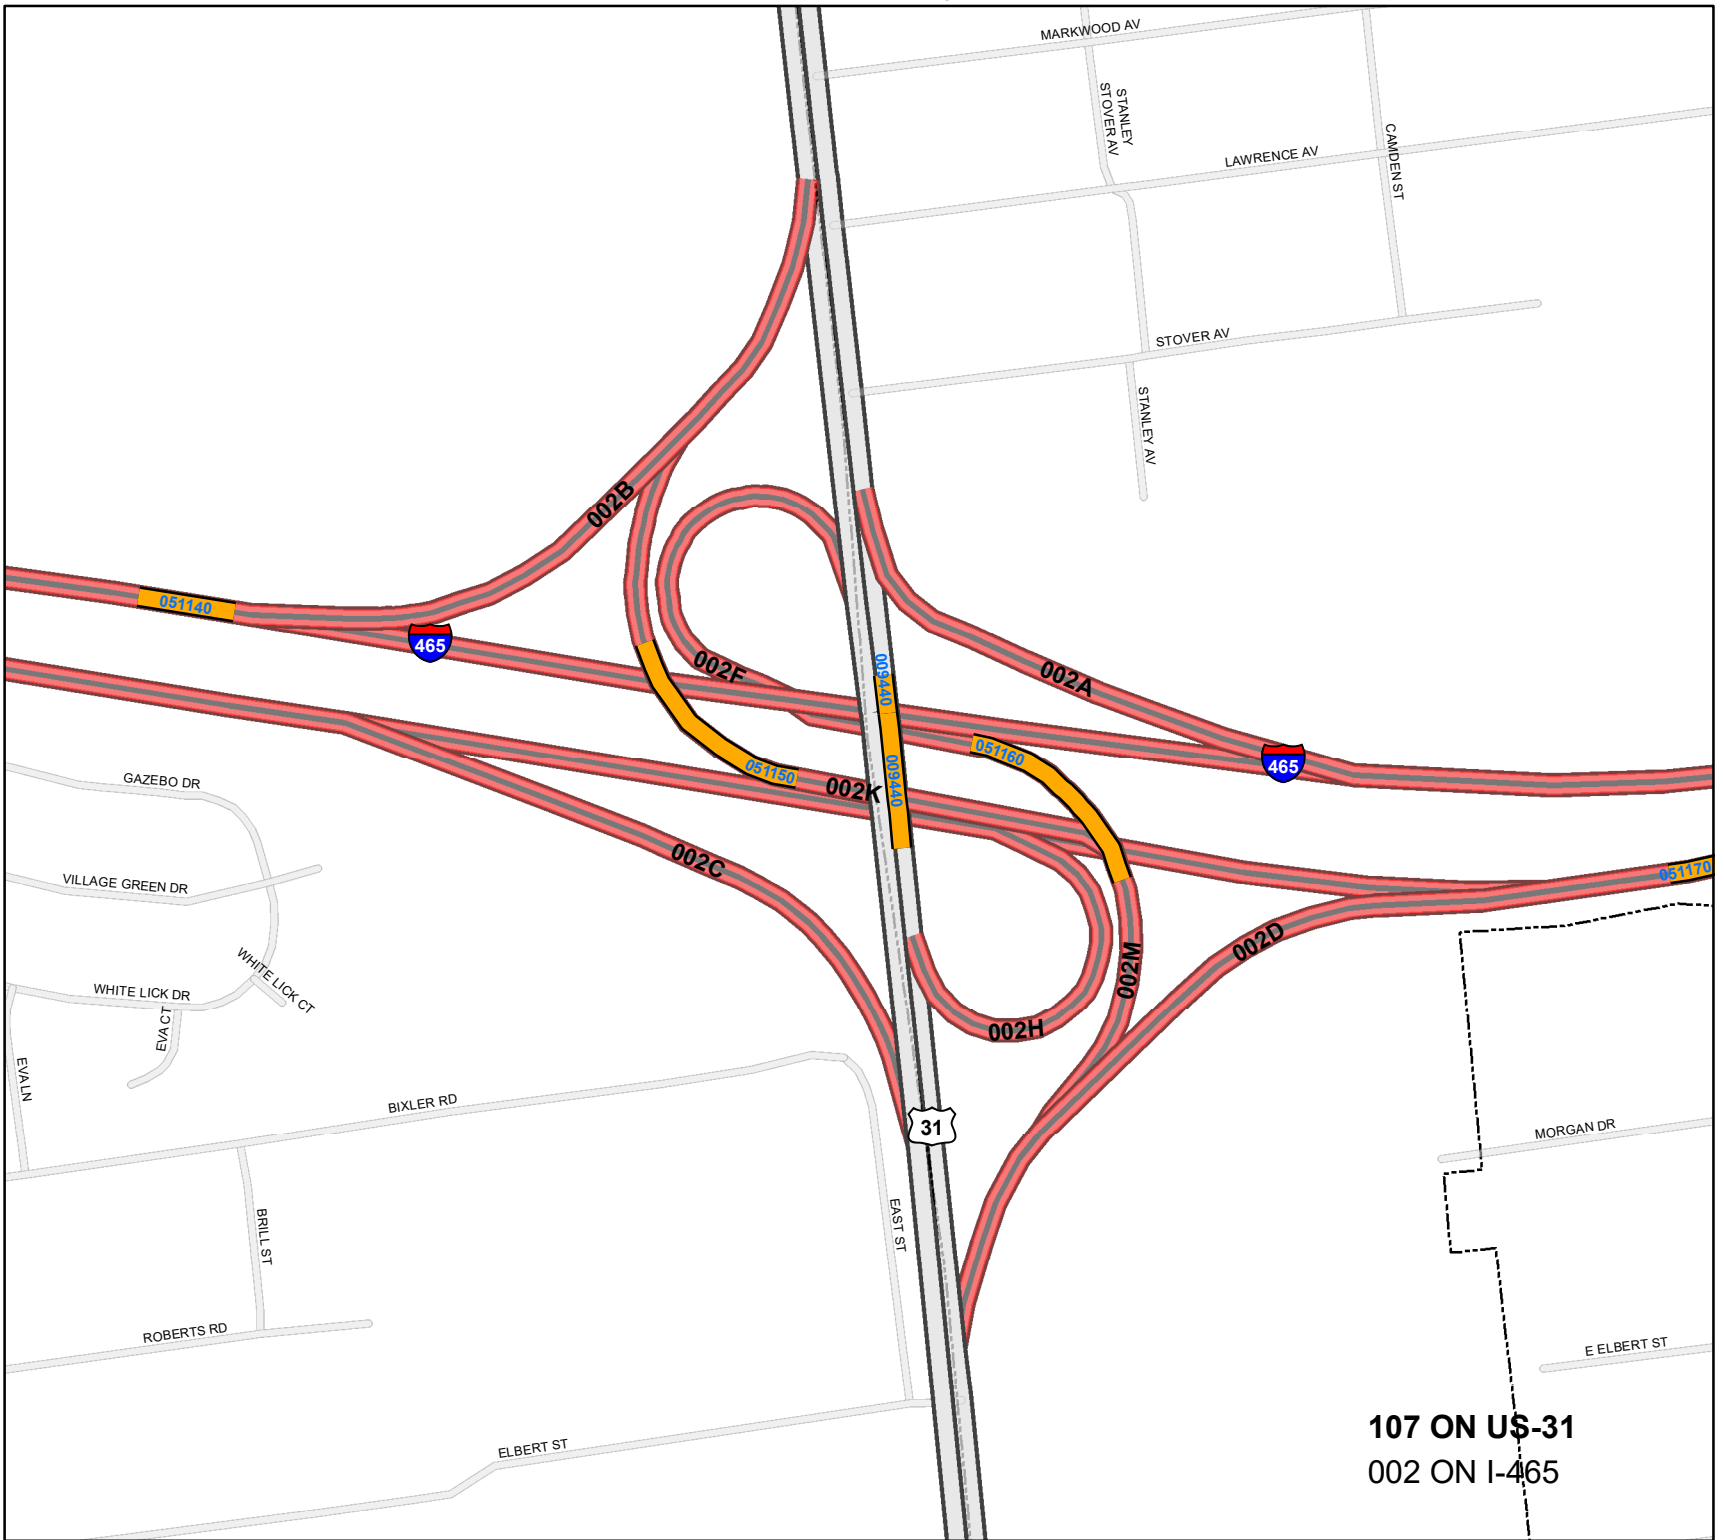 MARKWOOD AV
STANLEY
STOVER AV
CAMDEN ST
LAWRENCE AV
STOVER AV
STANLEY AV
002B
051140
465
002F
009440
002A
051160
465
051150
002K
009440
GAZEBO DR
002C
VILLAGE GREEN DR
051170
002D
WHITE LICK CT
002M
WHITE LICK DR
EVA CT
002H
EVA LN
BIXLER RD
31
MORGAN DR
BRILL ST
EAST ST
ROBERTS RD
E ELBERT ST
ELBERT ST
107 ON US-31
002 ON I-465